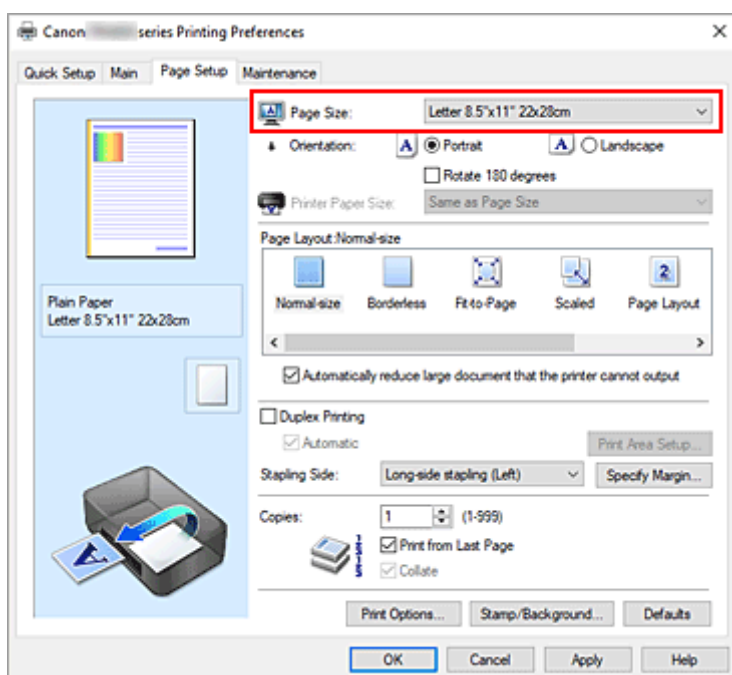 Canon series Printing Preferences
Quick Setup Main Page Setup Maintenance
Page Size: Letter 8.5"x11" 22x28cm
Orientation: A Portrait A Landscape
Rotate 180 degrees
Printer Paper Size: Same as Page Size
Page Layout:Normal-size
2
Normal-size Borderless Fit-to-Page Scaled Page Layout
Plain Paper
Letter 8.5"x11" 22x28cm
Automatically reduce large document that the printer cannot output
Duplex Printing
Automatic Print Area Setup...
Stapling Side: Long-side stapling (Left) Specify Margin...
Copies: 1 (1-999)
Print from Last Page
Collate
A
Print Options... Stamp/Background... Defaults
OK Cancel Apply Help